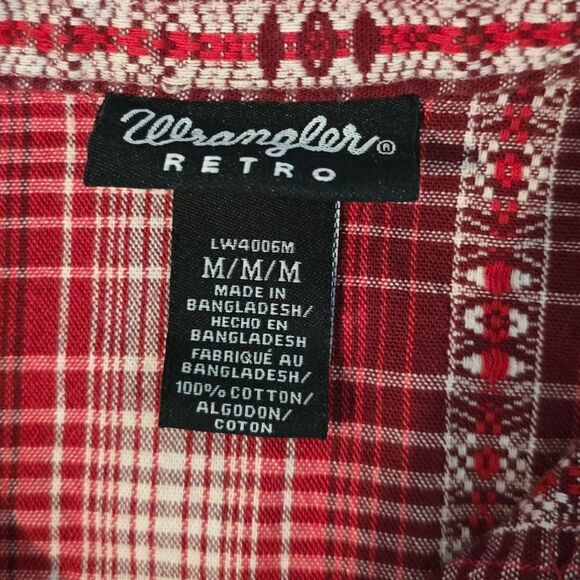 Wrangler®
RETRO
LW4006M
M/M/M
MADE IN
BANGLADESH/
HECHO EN
BANGLADESH
FABRIQUÉ AU
BANGLADESH/
100% COTTON/
ALGODON/
COTON